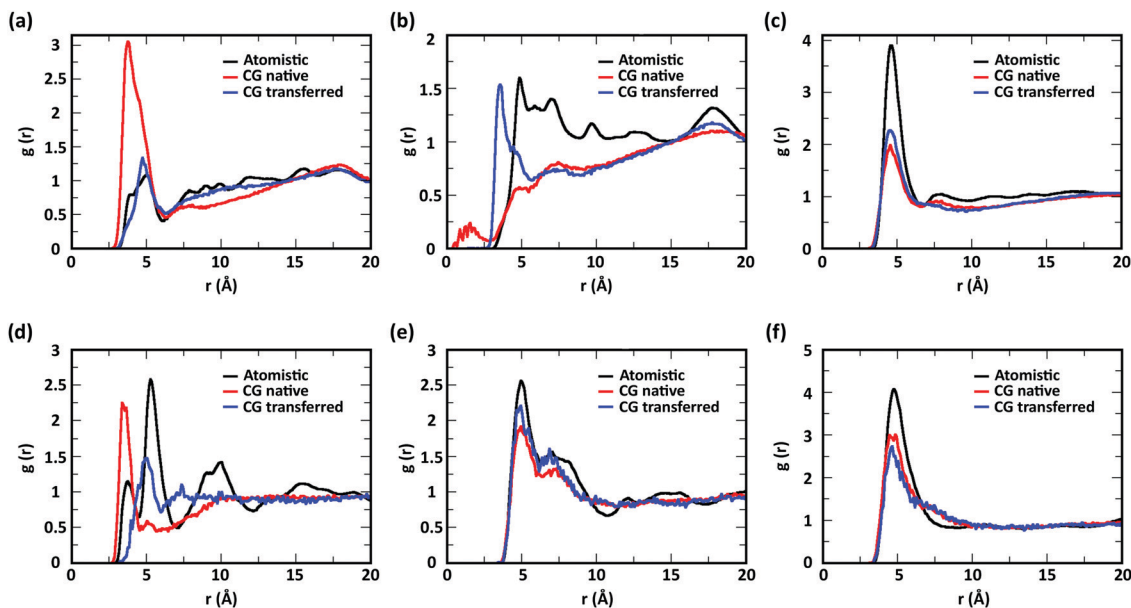 (a)
3
2.5
2
1.5
1
0.5
0
g (r)
0 5 10 15 20
r (Å)
Atomistic
CG native
CG transferred
(b)
2
1.5
1
0.5
0
g (r)
0 5 10 15 20
r (Å)
Atomistic
CG native
CG transferred
(c)
4
3
2
1
0
g (r)
0 5 10 15 20
r (Å)
Atomistic
CG native
CG transferred
(d)
3
2.5
2
1.5
1
0.5
0
g (r)
0 5 10 15 20
r (Å)
Atomistic
CG native
CG transferred
(e)
3
2.5
2
1.5
1
0.5
0
g (r)
0 5 10 15 20
r (Å)
Atomistic
CG native
CG transferred
(f)
5
4
3
2
1
0
g (r)
0 5 10 15 20
r (Å)
Atomistic
CG native
CG transferred